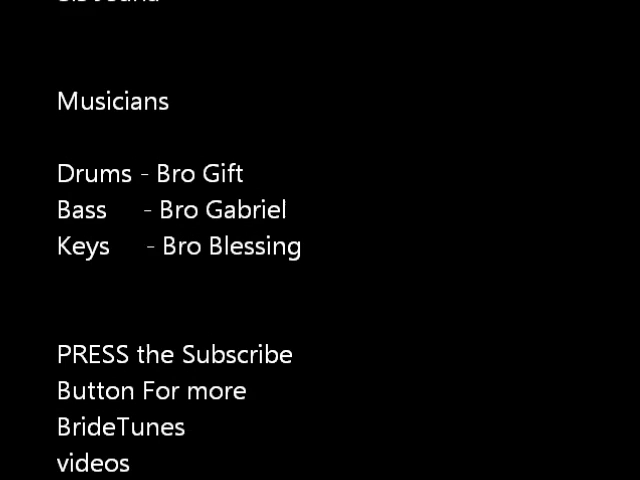 Musicians
Drums - Bro Gift
Bass - Bro Gabriel
Keys - Bro Blessing
PRESS the Subscribe
Button For more
BrideTunes
videos